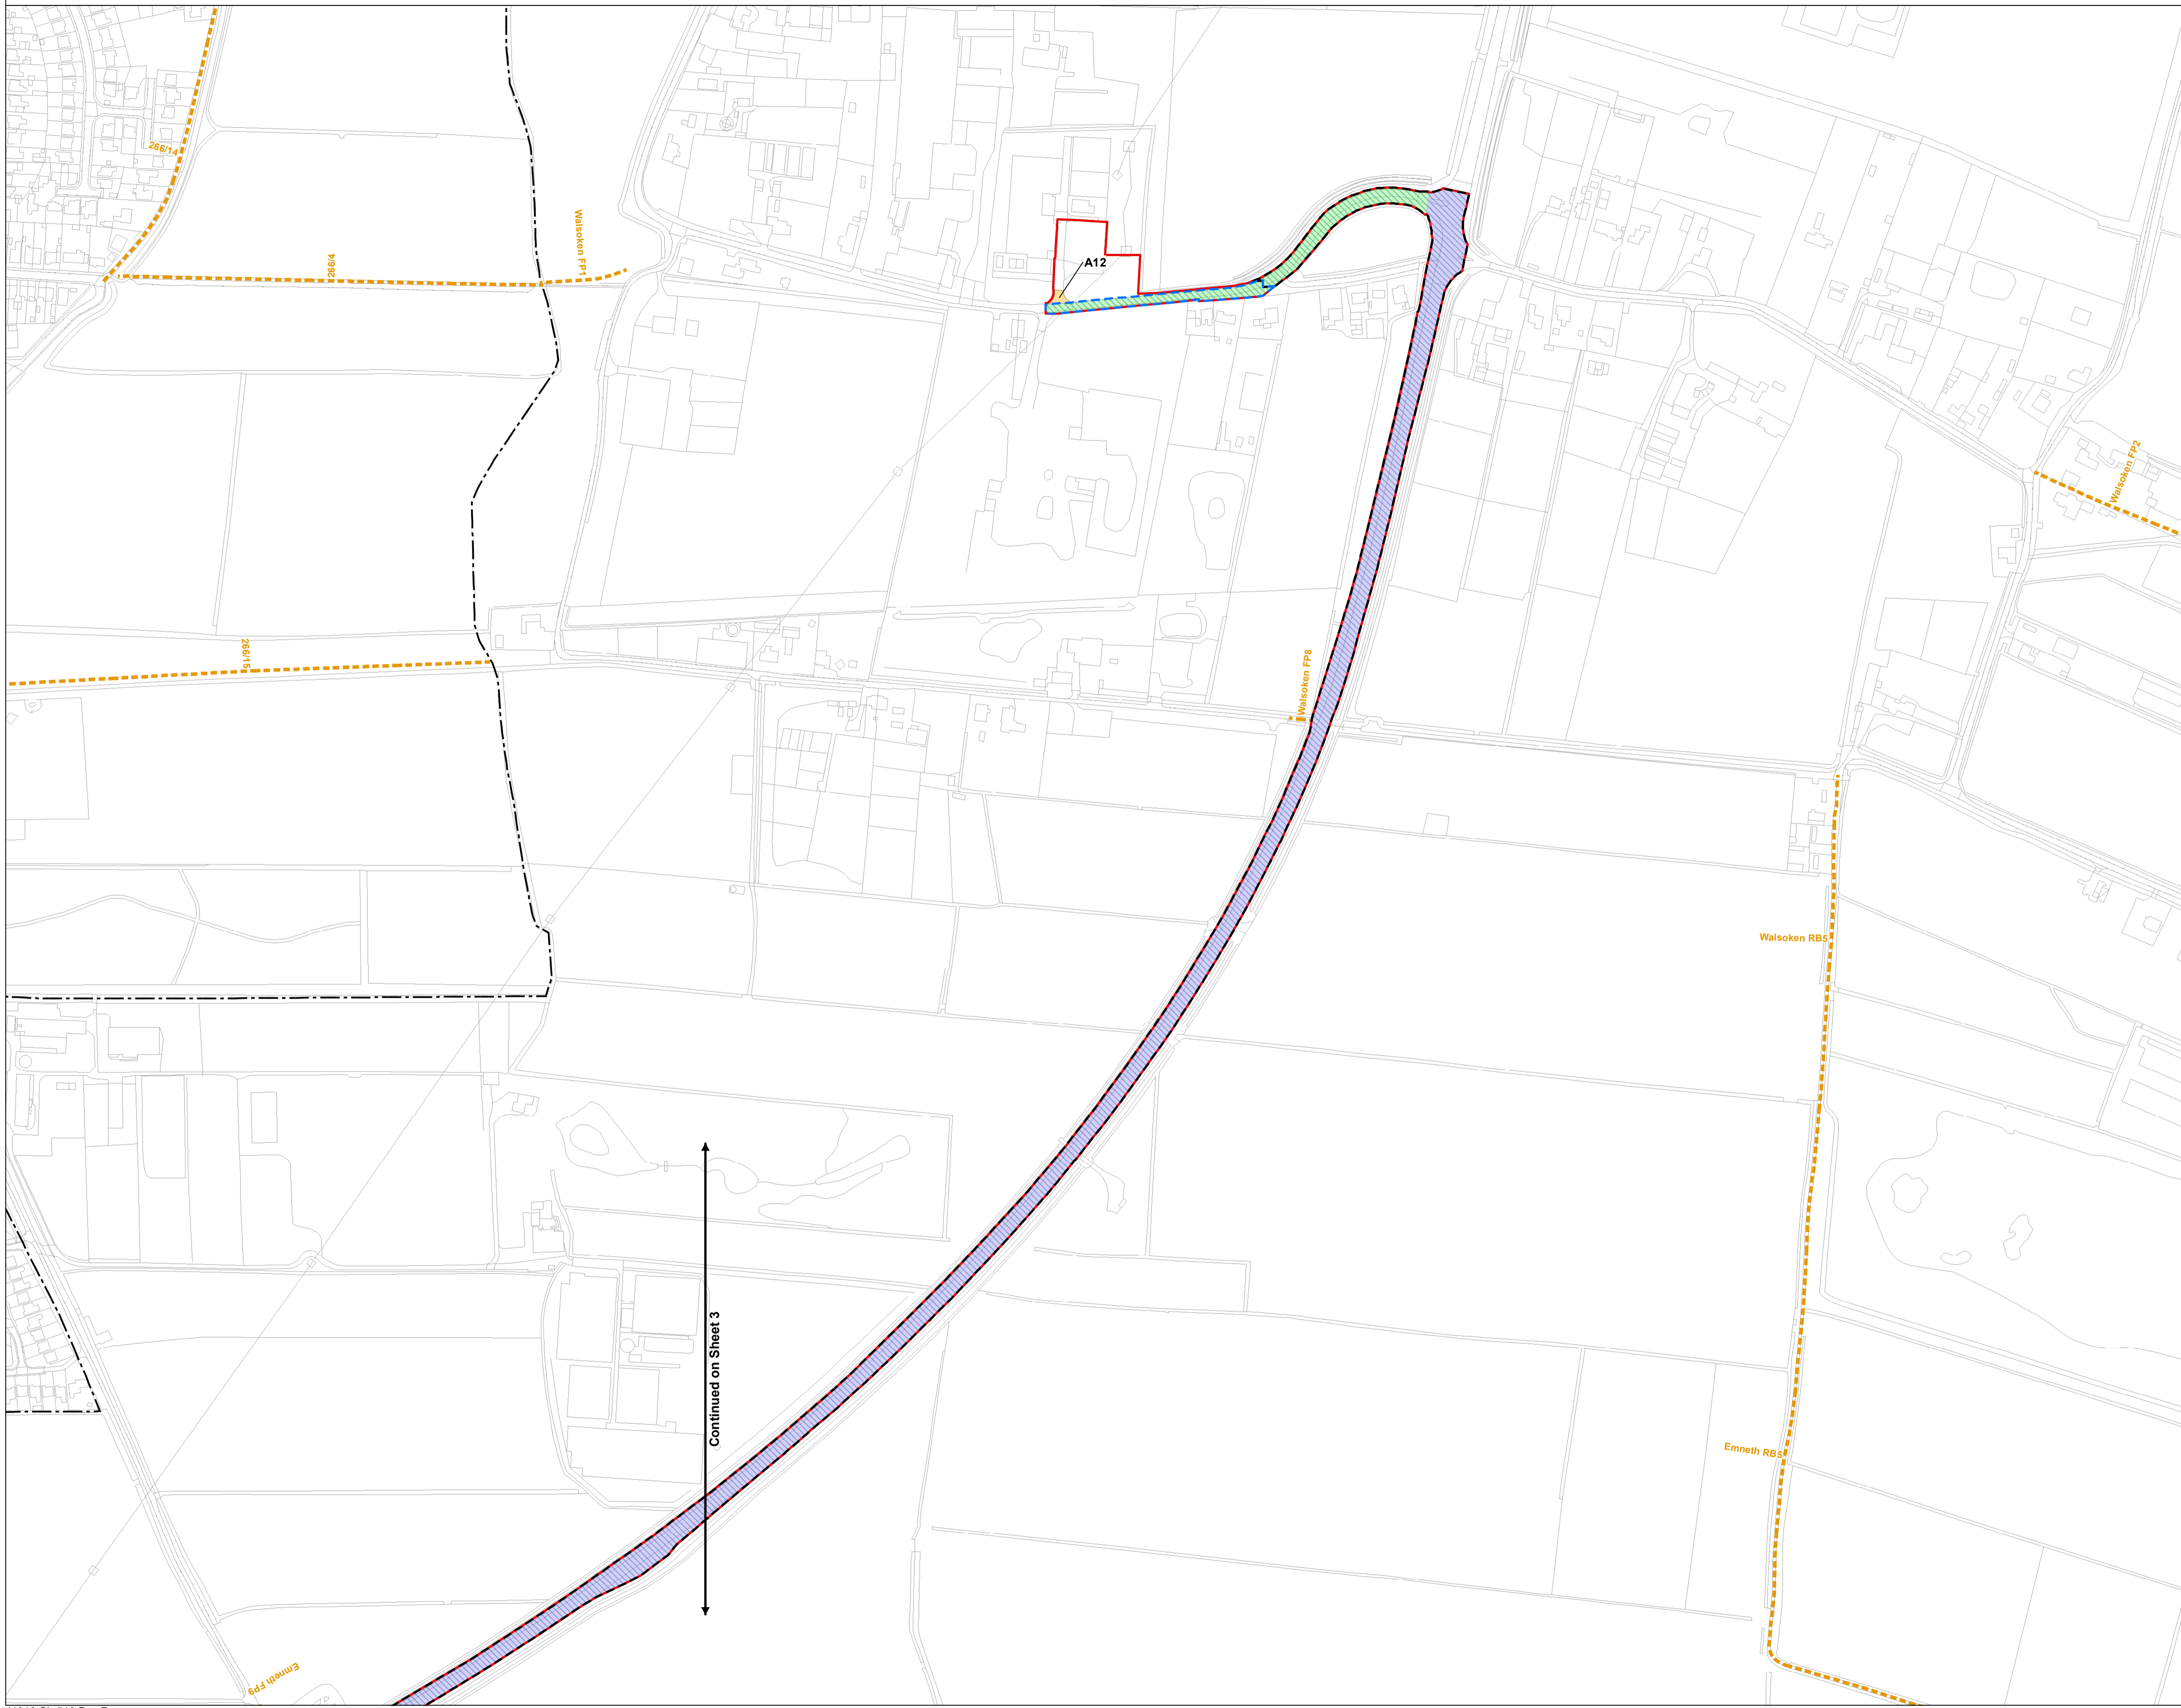 266/14
Walsoken FP1
266/4
A12
Walsoken FP2
266/15
Walsoken FP8
Walsoken RB5
Continued on Sheet 3
Emneth RB5
Emneth FP9